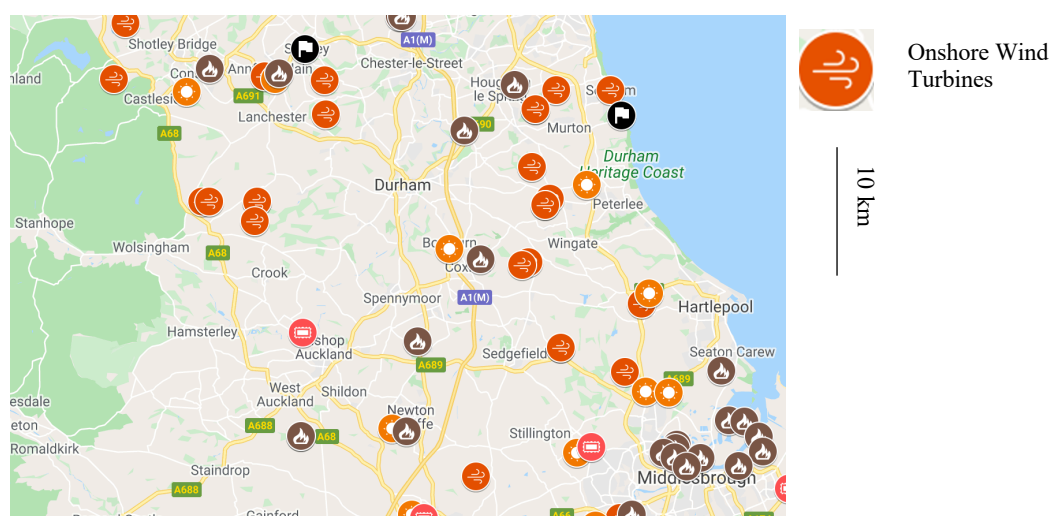 Shotley Bridge
A1(M)
Chester-le-Street
A691
Lanchester
A68
le
Murton
Durham
Durham
Heritage Coast
Peterlee
Stanhope
Wolsingham
A68
Wingate
Crook
Spennymoor
A1(M)
Hartlepool
Hamsterley
Auckland
A689
Sedgefield
Seaton Carew
West
Auckland
Shildon
Newton
A688
A68
Stillington
Romaldkirk
Staindrop
Middlesbrough
A688
Gainford
A66
Onshore Wind
Turbines
10 km